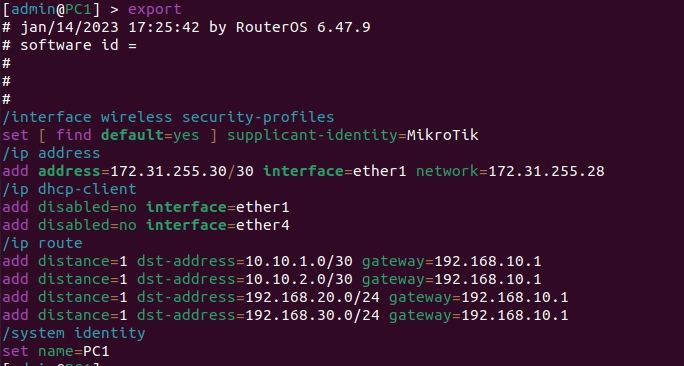 [admin@PC1] > export
# jan/14/2023 17:25:42 by RouterOS 6.47.9
# software id =
#
#
#
/interface wireless security-profiles
set [ find default=yes ] supplicant-identity=MikroTik
/ip address
add address=172.31.255.30/30 interface=ether1 network=172.31.255.28
/ip dhcp-client
add disabled=no interface=ether1
add disabled=no interface=ether4
/ip route
add distance=1 dst-address=10.10.1.0/30 gateway=192.168.10.1
add distance=1 dst-address=10.10.2.0/30 gateway=192.168.10.1
add distance=1 dst-address=192.168.20.0/24 gateway=192.168.10.1
add distance=1 dst-address=192.168.30.0/24 gateway=192.168.10.1
/system identity
set name=PC1